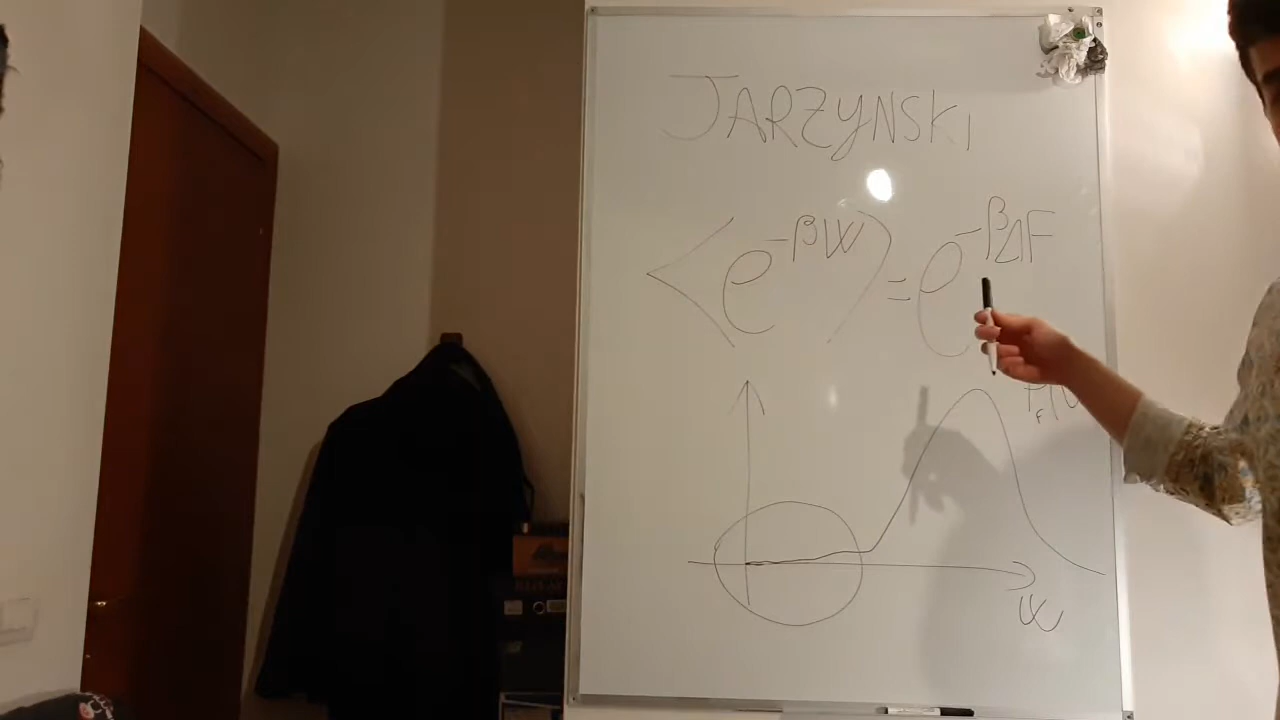 JARZYNSKI
⟨e^{-βW}⟩ = e^{-βΔF}
W